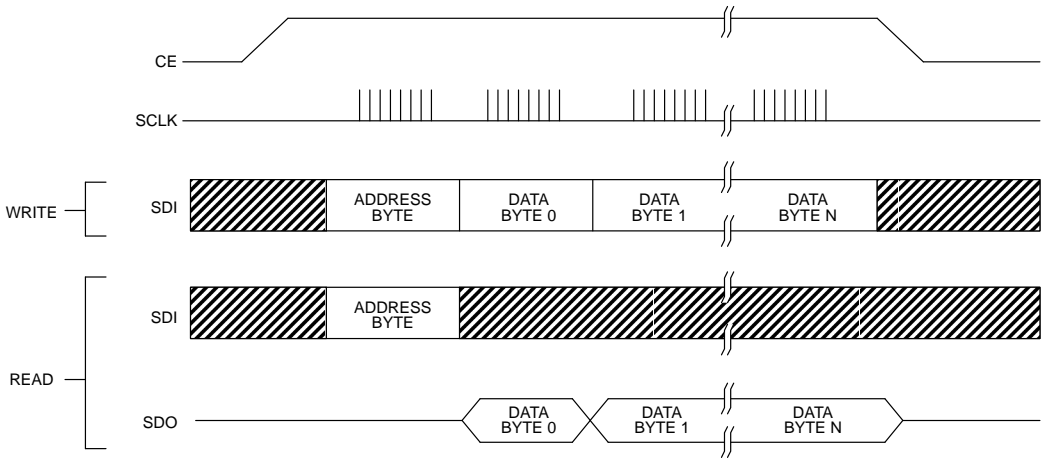 CE
SCLK
WRITE
SDI
ADDRESS
BYTE
DATA
BYTE 0
DATA
BYTE 1
DATA
BYTE N
READ
SDI
ADDRESS
BYTE
SDO
DATA
BYTE 0
DATA
BYTE 1
DATA
BYTE N